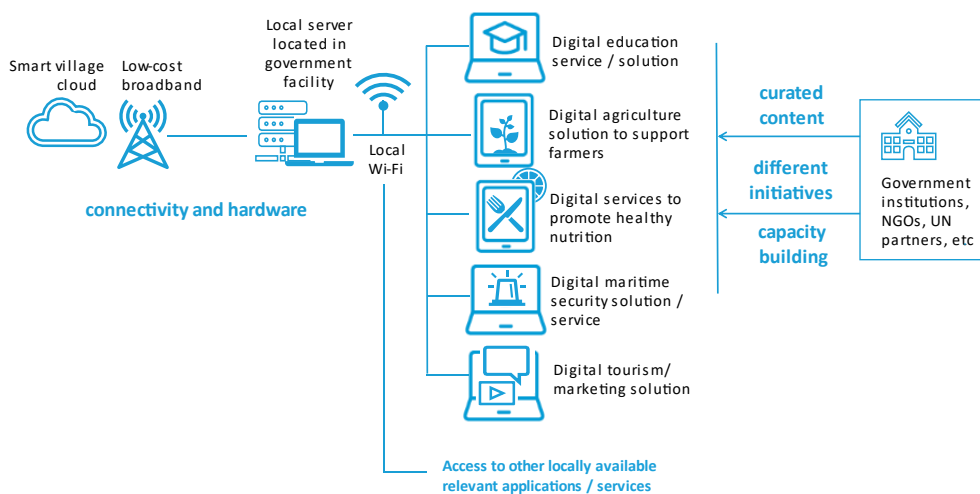 Smart village
cloud
Low-cost
broadband
Local server
located in
government
facility
Local
Wi-Fi
connectivity and hardware
Digital education
service / solution
Digital agriculture
solution to support
farmers
Digital services to
promote healthy
nutrition
Digital maritime
security solution /
service
Digital tourism/
marketing solution
Access to other locally available
relevant applications / services
curated
content
different
initiatives
capacity
building
Government
institutions,
NGOs, UN
partners, etc